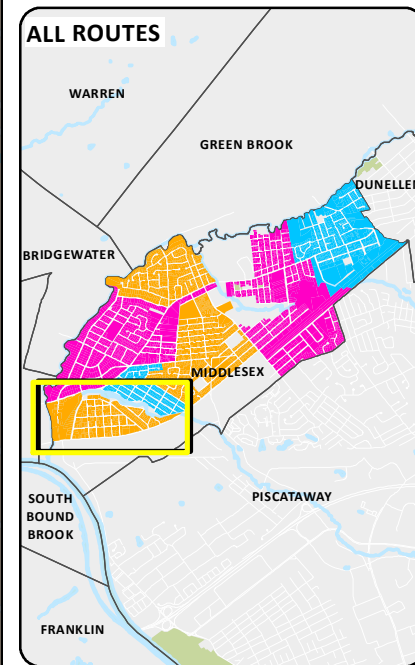 ALL ROUTES
WARREN
GREEN BROOK
DUNELLEN
BRIDGEWATER
MIDDLESEX
PISCATAWAY
SOUTH
BOUND
BROOK
FRANKLIN